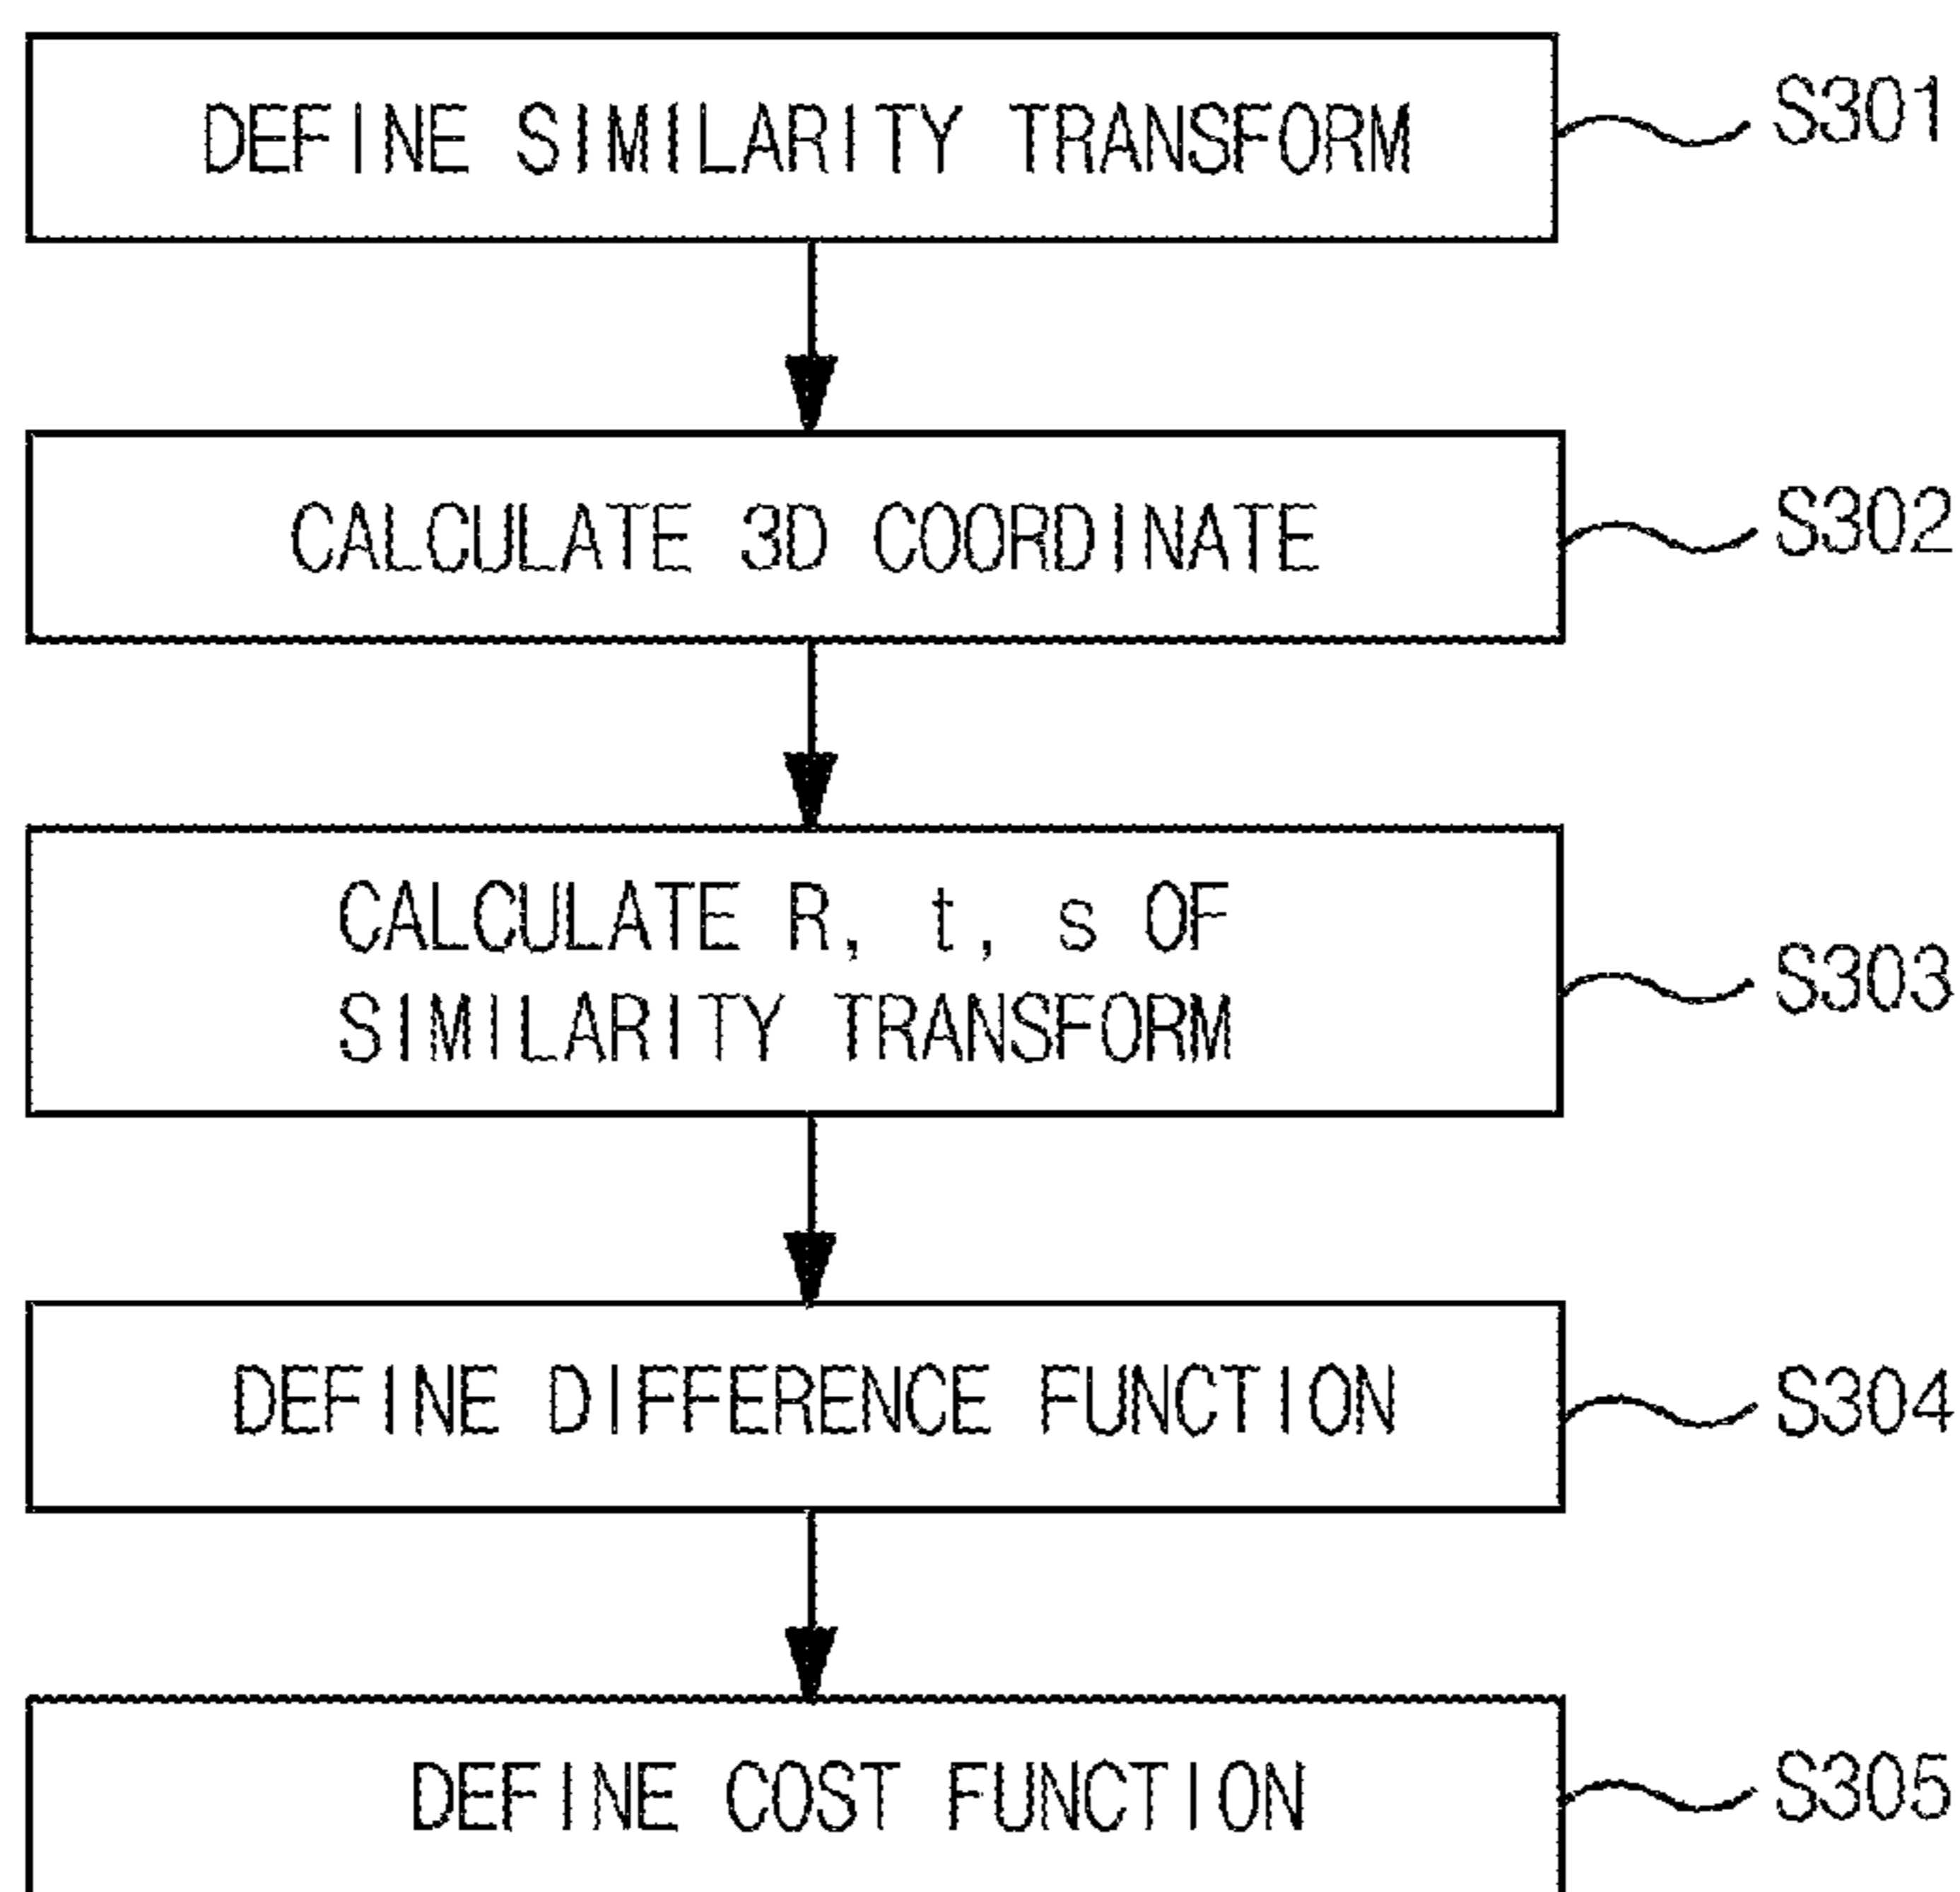 DEFINE SIMILARITY TRANSFORM
S301
CALCULATE 3D COORDINATE
S302
CALCULATE R, t, s OF
SIMILARITY TRANSFORM
S303
DEFINE DIFFERENCE FUNCTION
S304
DEFINE COST FUNCTION
S305